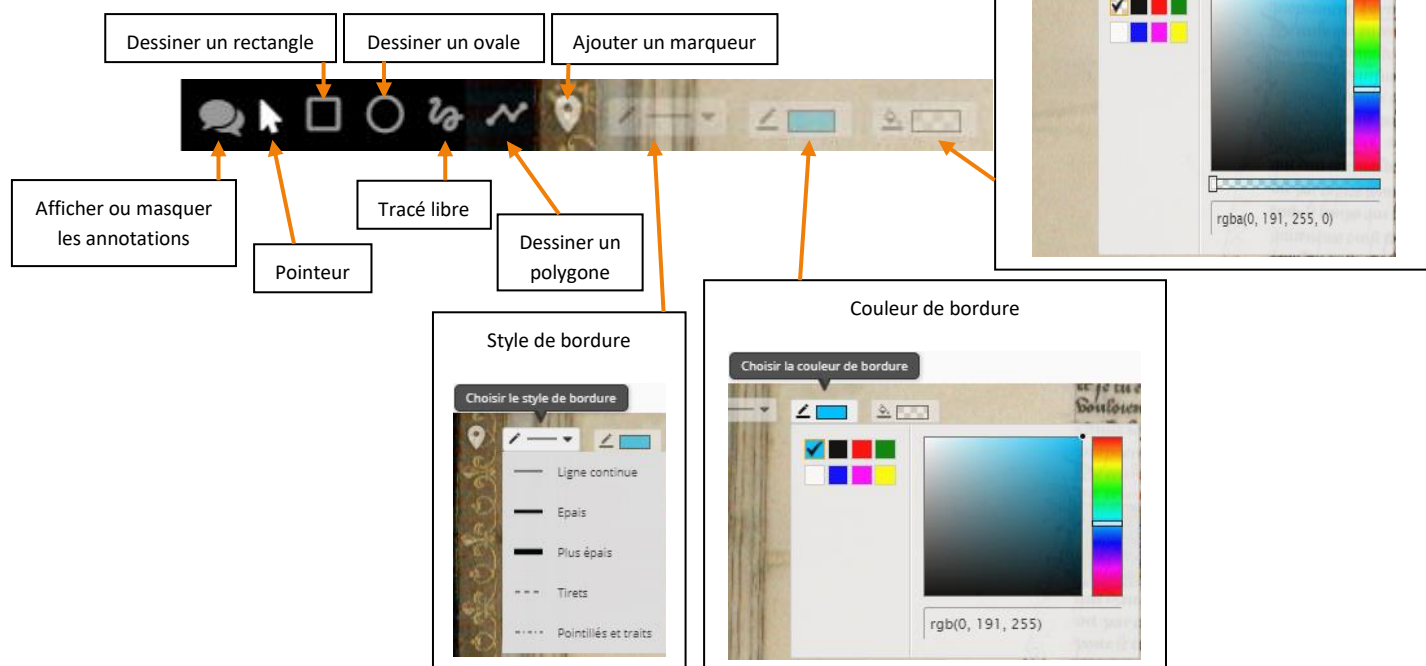 Dessiner un rectangle
Dessiner un ovale
Ajouter un marqueur
rgba(0, 191, 255, 0)
Afficher ou masquer
les annotations
Pointeur
Tracé libre
Dessiner un
polygone
Style de bordure
Choisir le style de bordure
Ligne continue
Epais
Plus épais
Tirets
Pointillés et traits
Couleur de bordure
Choisir la couleur de bordure
rgb(0, 191, 255)